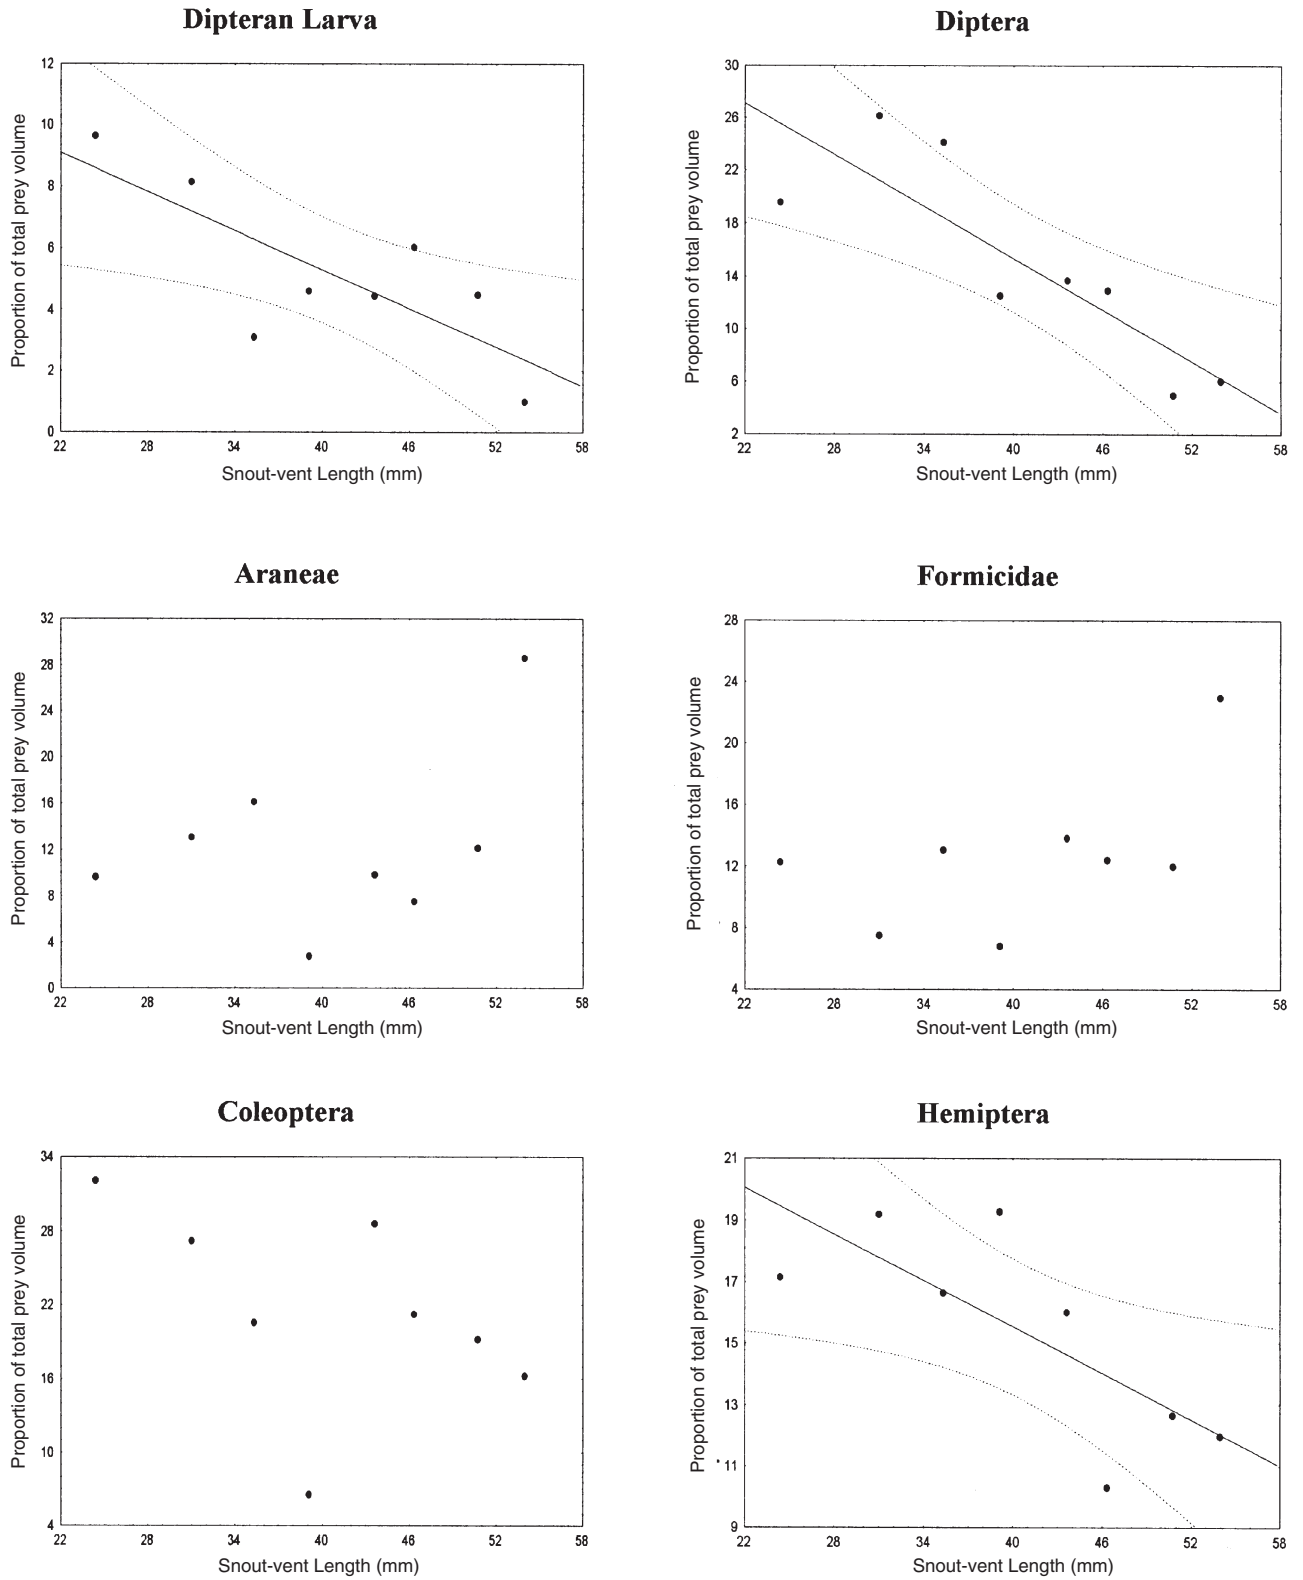 Dipteran Larva
Proportion of total prey volume
12
10
8
6
4
2
0
22 28 34 40 46 52 58
Snout-vent Length (mm)
Diptera
Proportion of total prey volume
30
26
22
18
14
10
6
2
22 28 34 40 46 52 58
Snout-vent Length (mm)
Araneae
Proportion of total prey volume
32
28
24
20
16
12
8
4
0
22 28 34 40 46 52 58
Snout-vent Length (mm)
Formicidae
Proportion of total prey volume
28
24
20
16
12
8
4
22 28 34 40 46 52 58
Snout-vent Length (mm)
Coleoptera
Proportion of total prey volume
34
28
22
16
10
4
22 28 34 40 46 52 58
Snout-vent Length (mm)
Hemiptera
Proportion of total prey volume
21
19
17
15
13
11
9
22 28 34 40 46 52 58
Snout-vent Length (mm)